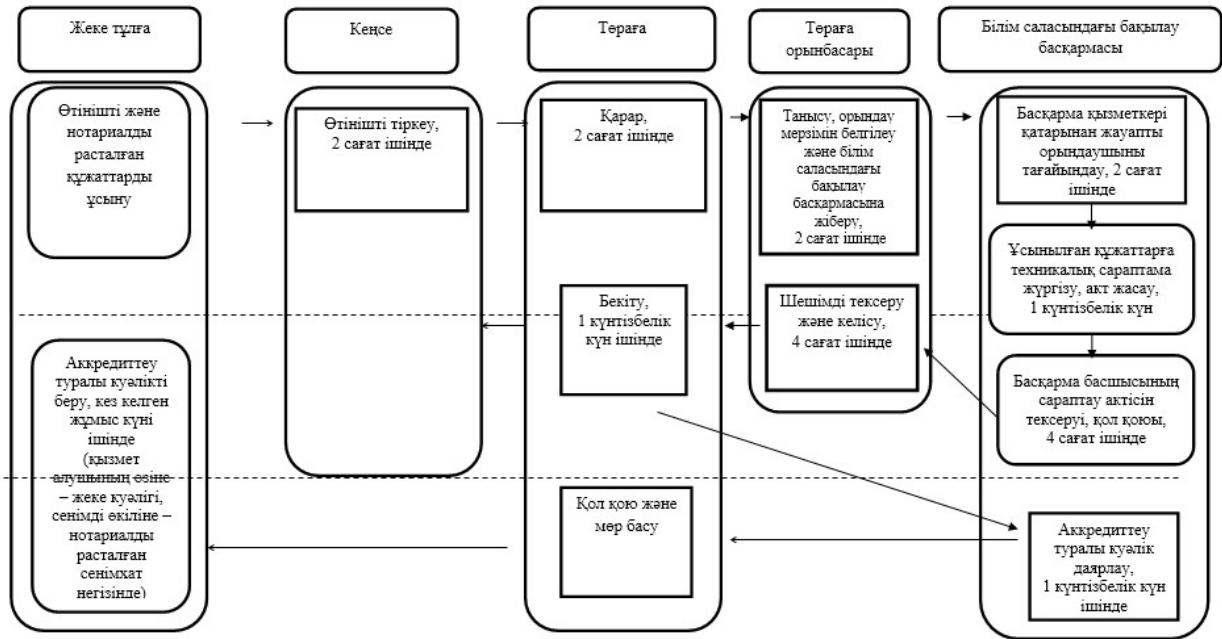 Жеке тұлға
Кеңсе
Төраға
Төраға
орынбасары
Білім саласындағы бақылау
басқармасы
Өтінішті және
нотариалды
расталған
құжаттарды
ұсыну
Өтінішті тіркеу,
2 сағат ішінде
Қарар,
2 сағат ішінде
Танысу, орындау
мерзімін белгілеу
және білім
саласындағы
бақылау
басқармасына
жіберу,
2 сағат ішінде
Басқарма қызметкері
қатарынан жауапты
орындаушыны
тағайындау, 2 сағат
ішінде
Ұсынылған құжаттарға
техникалық сараптама
жүргізу, акт жасау,
1 күнтізбелік күн
Бекіту,
1 күнтізбелік
күн ішінде
Шешімді тексеру
және келісу,
4 сағат ішінде
Басқарма басшысының
сараптау актісін
тексеруі, қол қоюы,
4 сағат ішінде
Аккредиттеу
туралы куәлікті
беру, кез келген
жұмыс күні
ішінде
(қызмет
алушының өзіне
– жеке куәлігі,
сенімді өкіліне –
нотариалды
расталған
сенімхат
негізінде)
Қол қою және
мөр басу
Аккредиттеу
туралы куәлік
даярлау,
1 күнтізбелік күн
ішінде